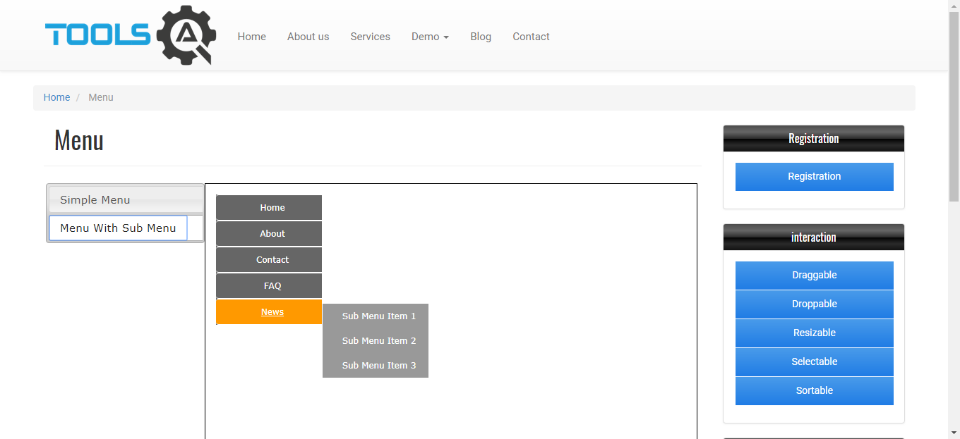 TOOLS QA
Home About us Services Demo Blog Contact
Home / Menu
Menu
Simple Menu
Menu With Sub Menu
Home
About
Contact
FAQ
News
Sub Menu Item 1
Sub Menu Item 2
Sub Menu Item 3
Registration
Registration
interaction
Draggable
Droppable
Resizable
Selectable
Sortable